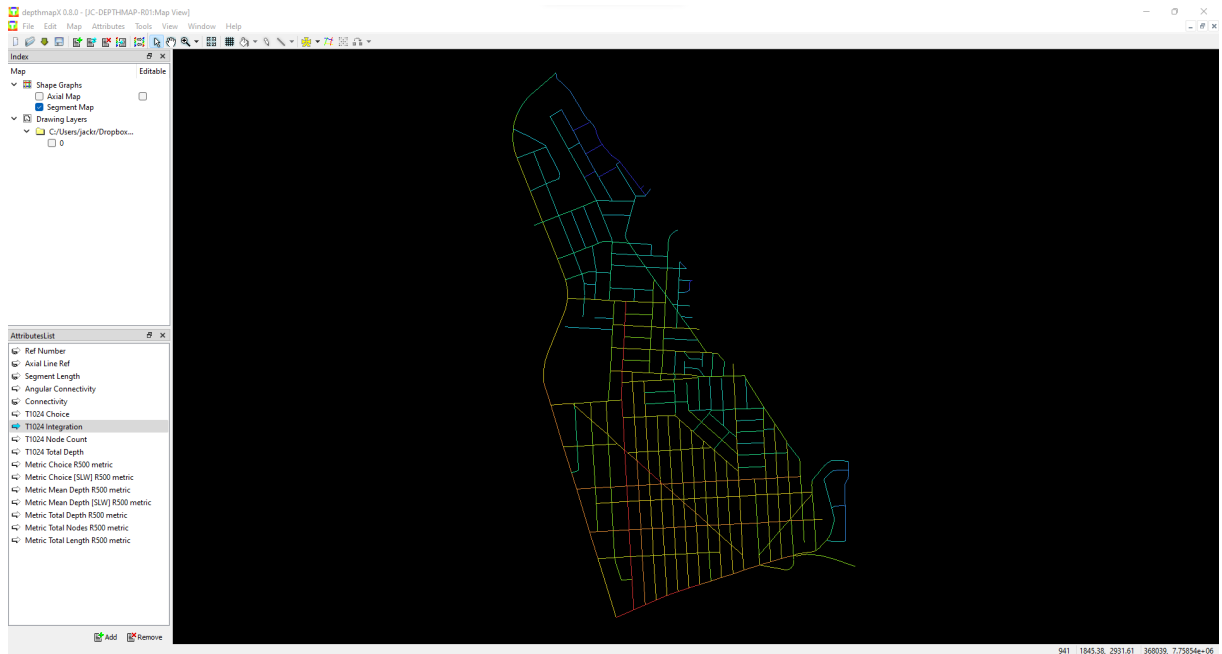 depthmapX 0.8.0 - [JC-DEPTHMAP-R01:Map View]
File Edit Map Attributes Tools View Window Help
Index
Map Editable
Shape Graphs
Axial Map
Segment Map
Drawing Layers
C:/Users/jackr/Dropbox...
0
AttributesList
Ref Number
Axial Line Ref
Segment Length
Angular Connectivity
Connectivity
T1024 Choice
T1024 Integration
T1024 Node Count
T1024 Total Depth
Metric Choice R500 metric
Metric Choice [SLW] R500 metric
Metric Mean Depth R500 metric
Metric Mean Depth [SLW] R500 metric
Metric Total Depth R500 metric
Metric Total Nodes R500 metric
Metric Total Length R500 metric
Add Remove
941 1845.38, 2931.61 368039, 7.75854e+06